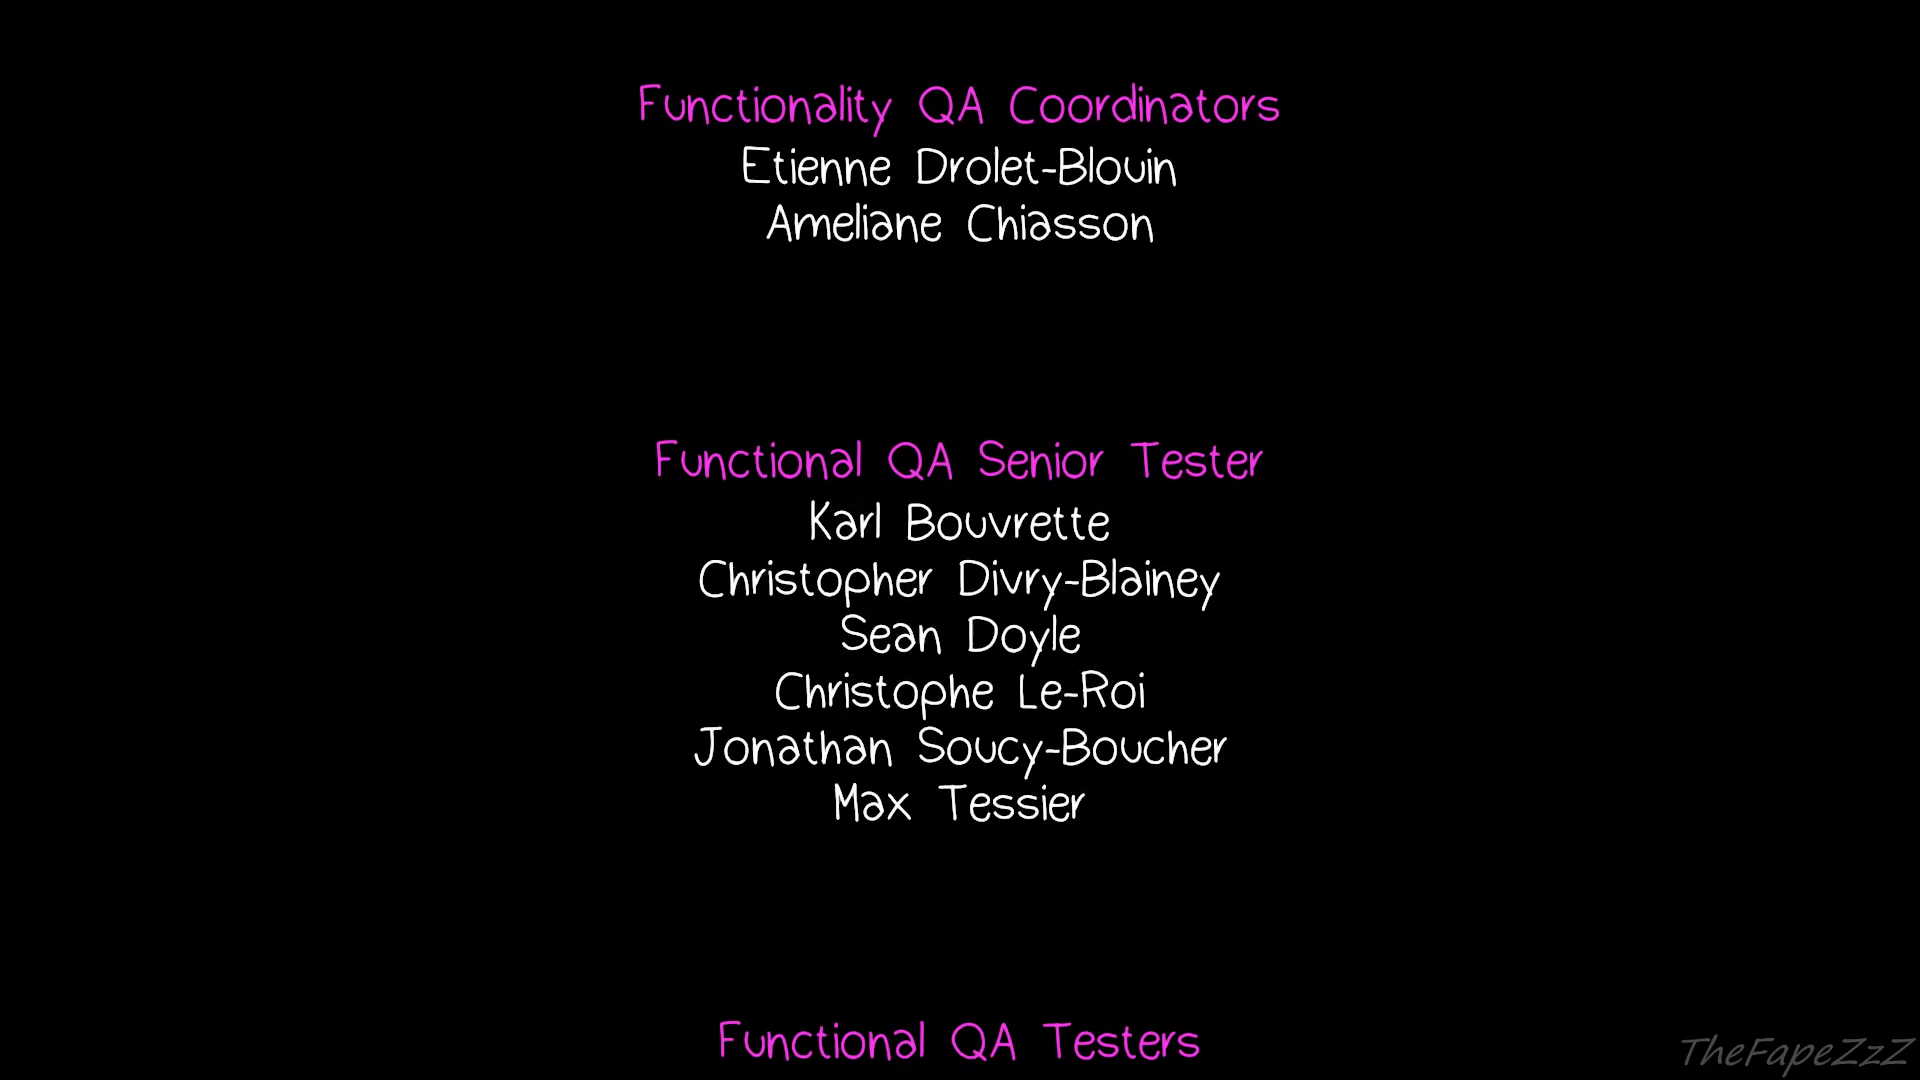 Functionality QA Coordinators
Etienne Drolet-Blouin
Ameliane Chiasson
Functional QA Senior Tester
Karl Bouvrette
Christopher Divry-Blainey
Sean Doyle
Christophe Le-Roi
Jonathan Soucy-Boucher
Max Tessier
Functional QA Testers
TheFapeZzZ